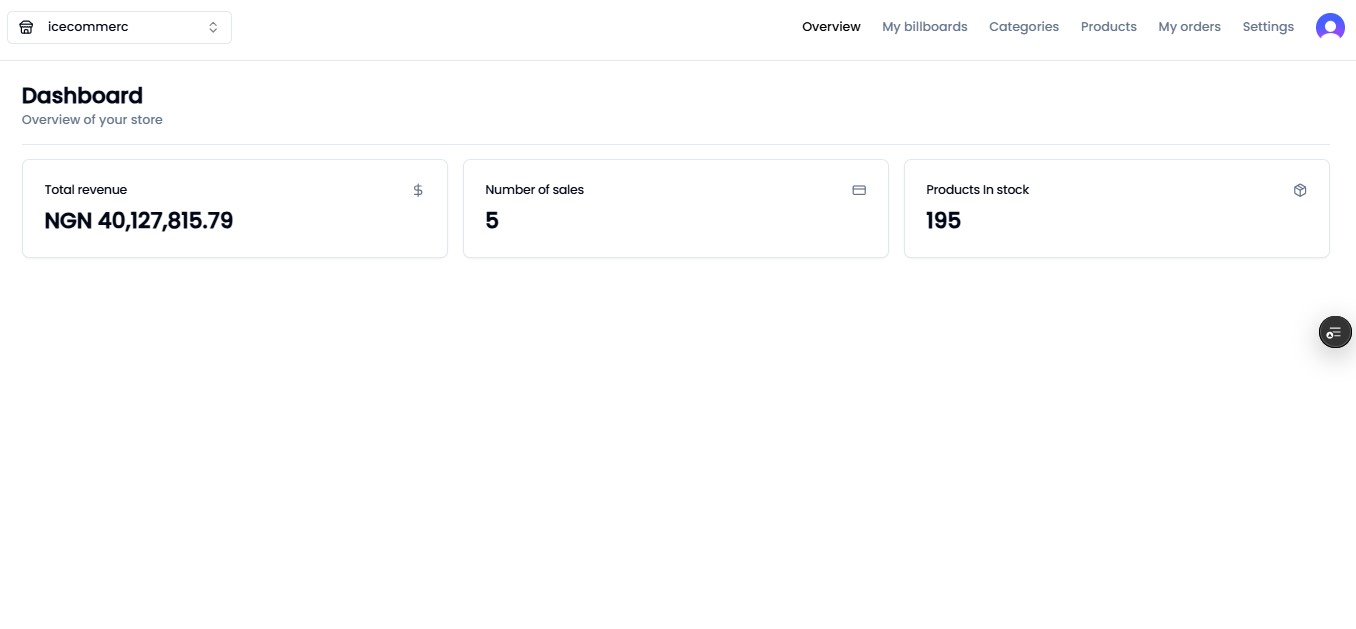 icecommerc
Overview My billboards Categories Products My orders Settings
Dashboard
Overview of your store
Total revenue
NGN 40,127,815.79
Number of sales
5
Products In stock
195